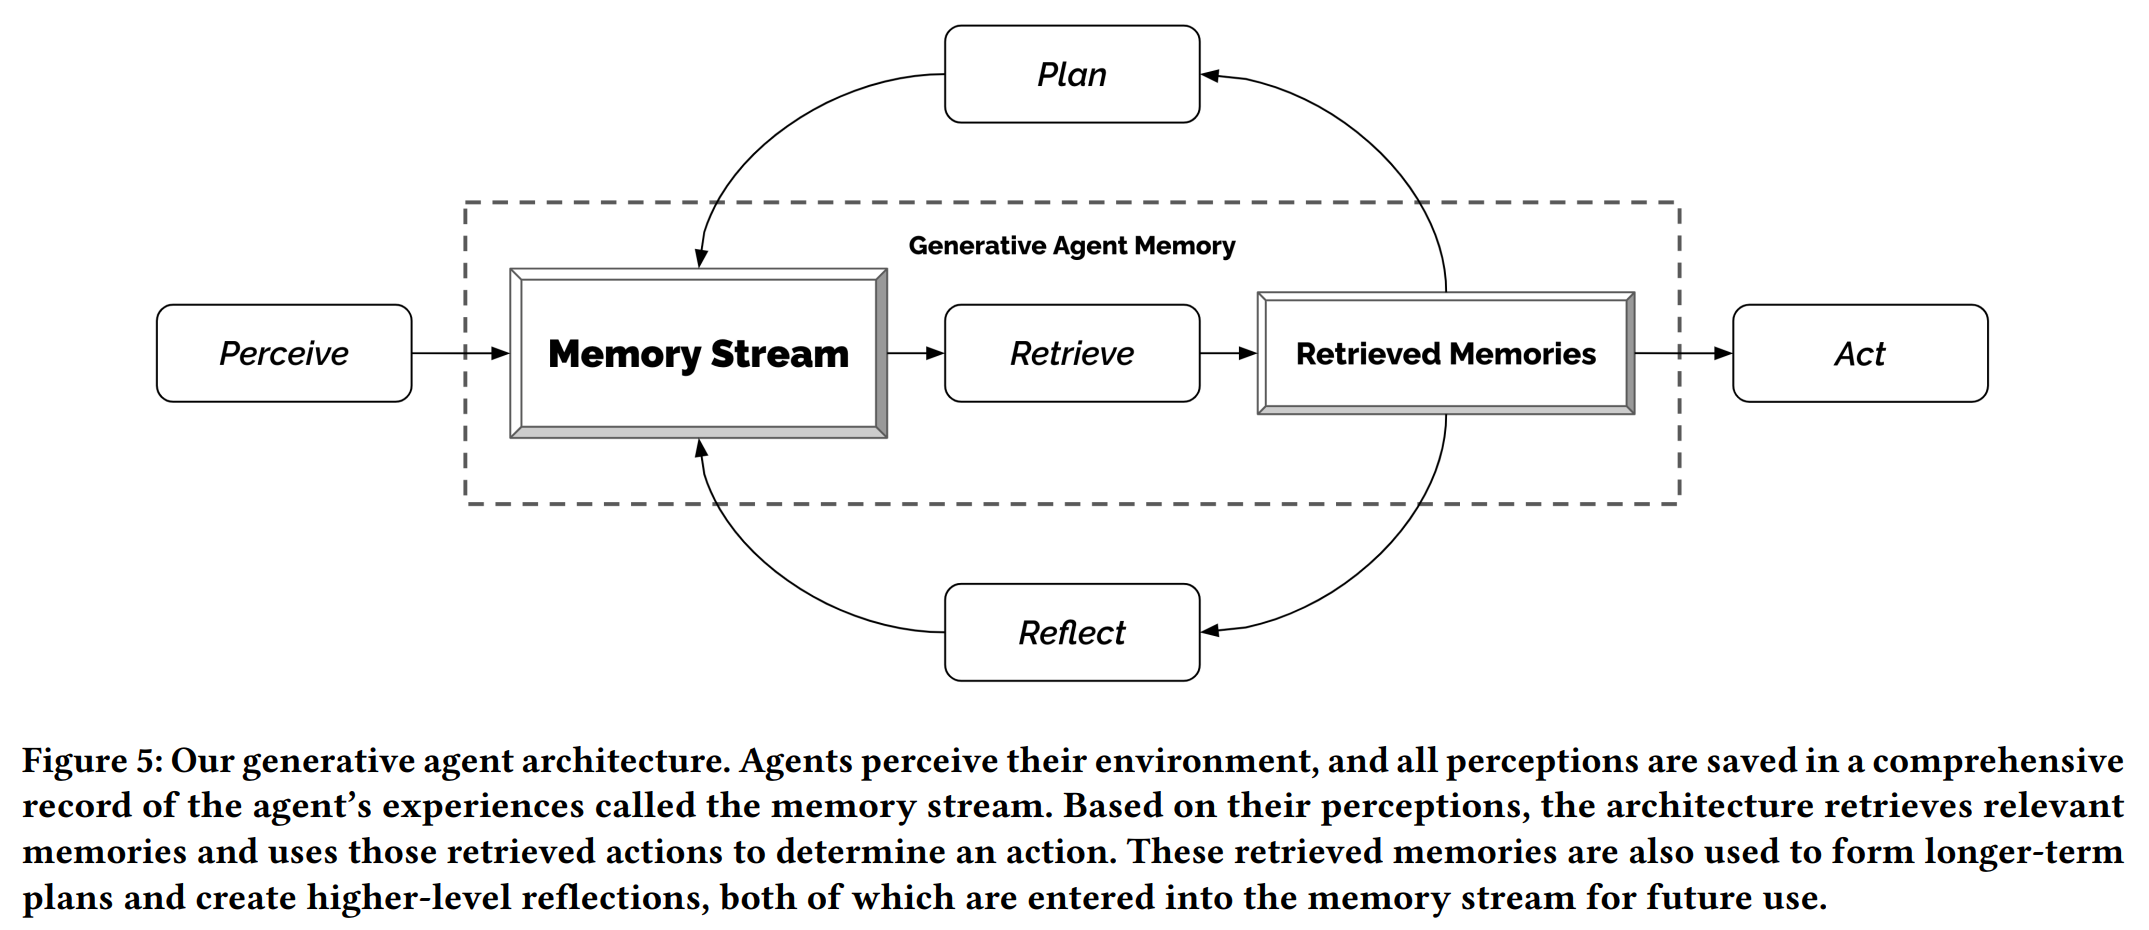 Plan
Generative Agent Memory
Perceive
Memory Stream
Retrieve
Retrieved Memories
Act
Reflect
Figure 5: Our generative agent architecture. Agents perceive their environment, and all perceptions are saved in a comprehensive
record of the agent’s experiences called the memory stream. Based on their perceptions, the architecture retrieves relevant
memories and uses those retrieved actions to determine an action. These retrieved memories are also used to form longer-term
plans and create higher-level reflections, both of which are entered into the memory stream for future use.